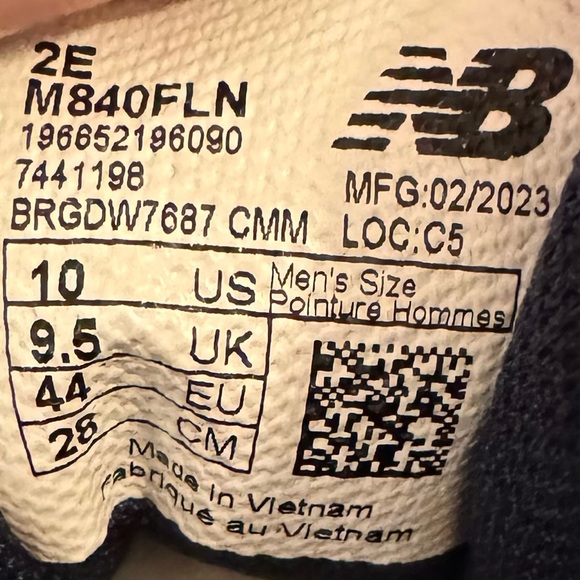 2E
M840FLN
196652196090
7441198
BRGDW7687 CMM
NB
MFG:02/2023
LOC:C5
10 US
Men's Size
Pointure Hommes
9.5 UK
44 EU
28 CM
Made in Vietnam
Fabriqué au Vietnam